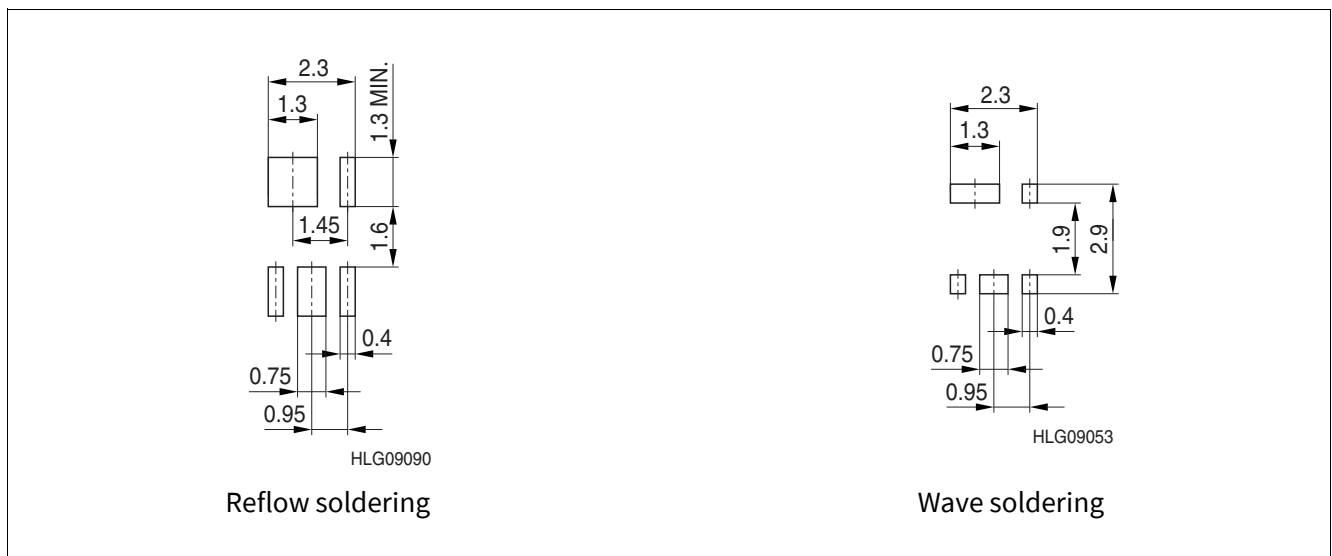 2.3
1.3
1.3 MIN.
1.45
1.6
0.4
0.75
0.95
HLG09090
Reflow soldering
2.3
1.3
1.9
2.9
0.4
0.75
0.95
HLG09053
Wave soldering